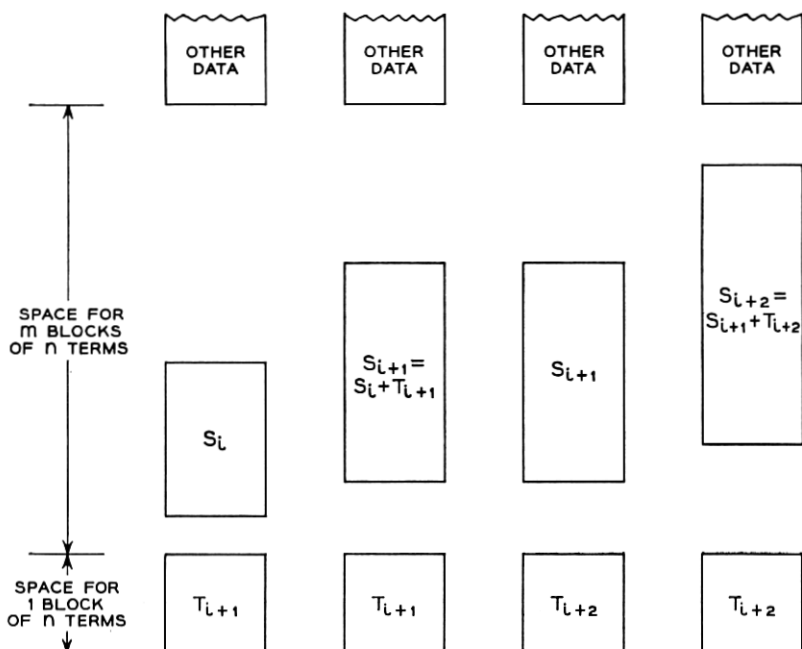 OTHER
DATA
OTHER
DATA
OTHER
DATA
OTHER
DATA
SPACE FOR
m BLOCKS
OF n TERMS
Si
Si+1 =
Si+Ti+1
Si+1
Si+2 =
Si+1+Ti+2
SPACE FOR
1 BLOCK
OF n TERMS
Ti+1
Ti+1
Ti+2
Ti+2